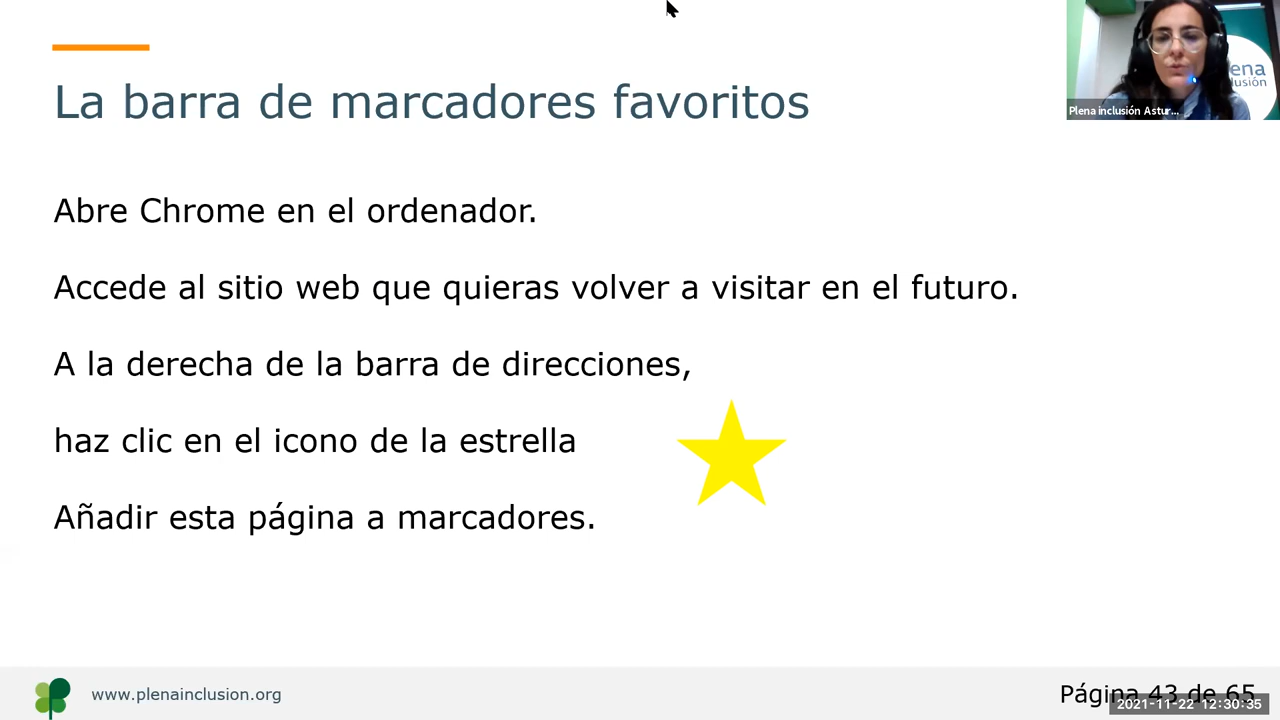 La barra de marcadores favoritos
Abre Chrome en el ordenador.
Accede al sitio web que quieras volver a visitar en el futuro.
A la derecha de la barra de direcciones,
haz clic en el icono de la estrella
Añadir esta página a marcadores.
ena
lusión
Plena inclusión Astur...
www.plenainclusion.org
Página 43 de 65
2021-11-22 12:30:35